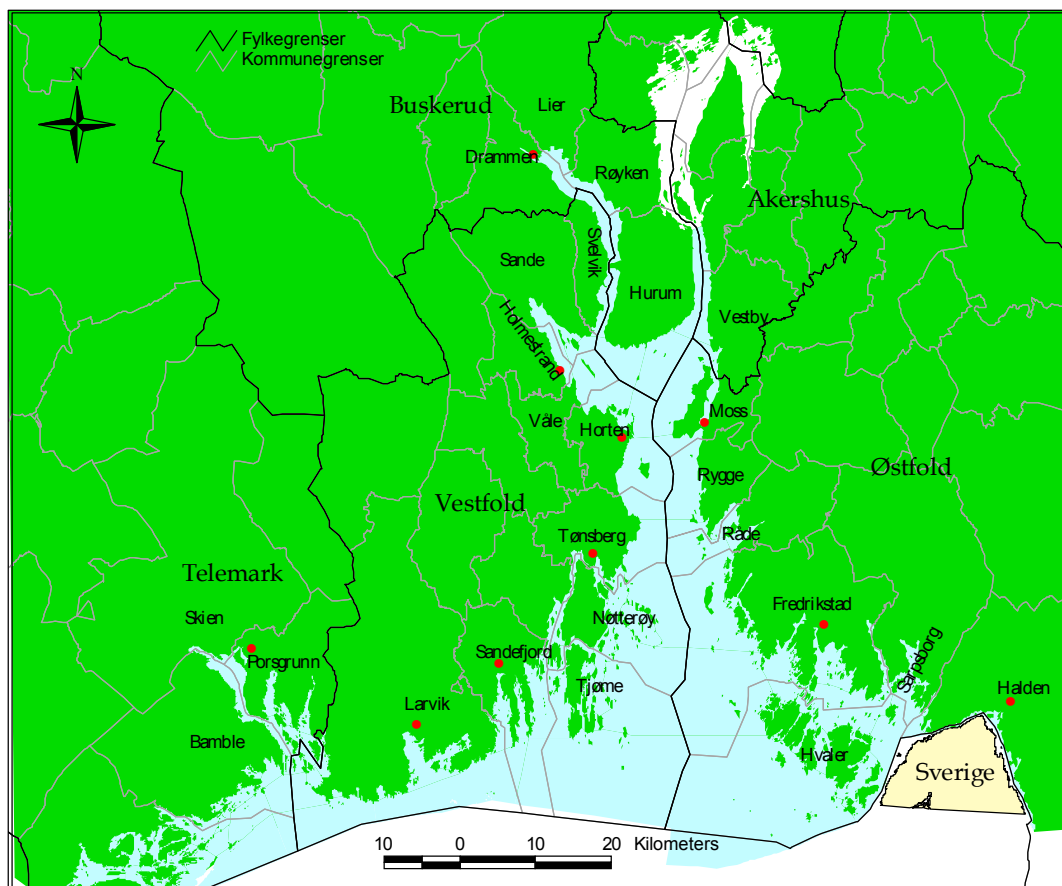 Fylkegrenser
Kommunegrenser
N
Buskerud
Lier
Drammen
Røyken
Akershus
Sande
Svelvik
Hurum
Vestby
Holmestrand
Våle
Horten
Moss
Rygge
Østfold
Vestfold
Tønsberg
Råde
Telemark
Skien
Nøtterøy
Fredrikstad
Porsgrunn
Sandefjord
Sarpsborg
Tjøme
Halden
Larvik
Bamble
Hvaler
Sverige
10 0 10 20 Kilometers